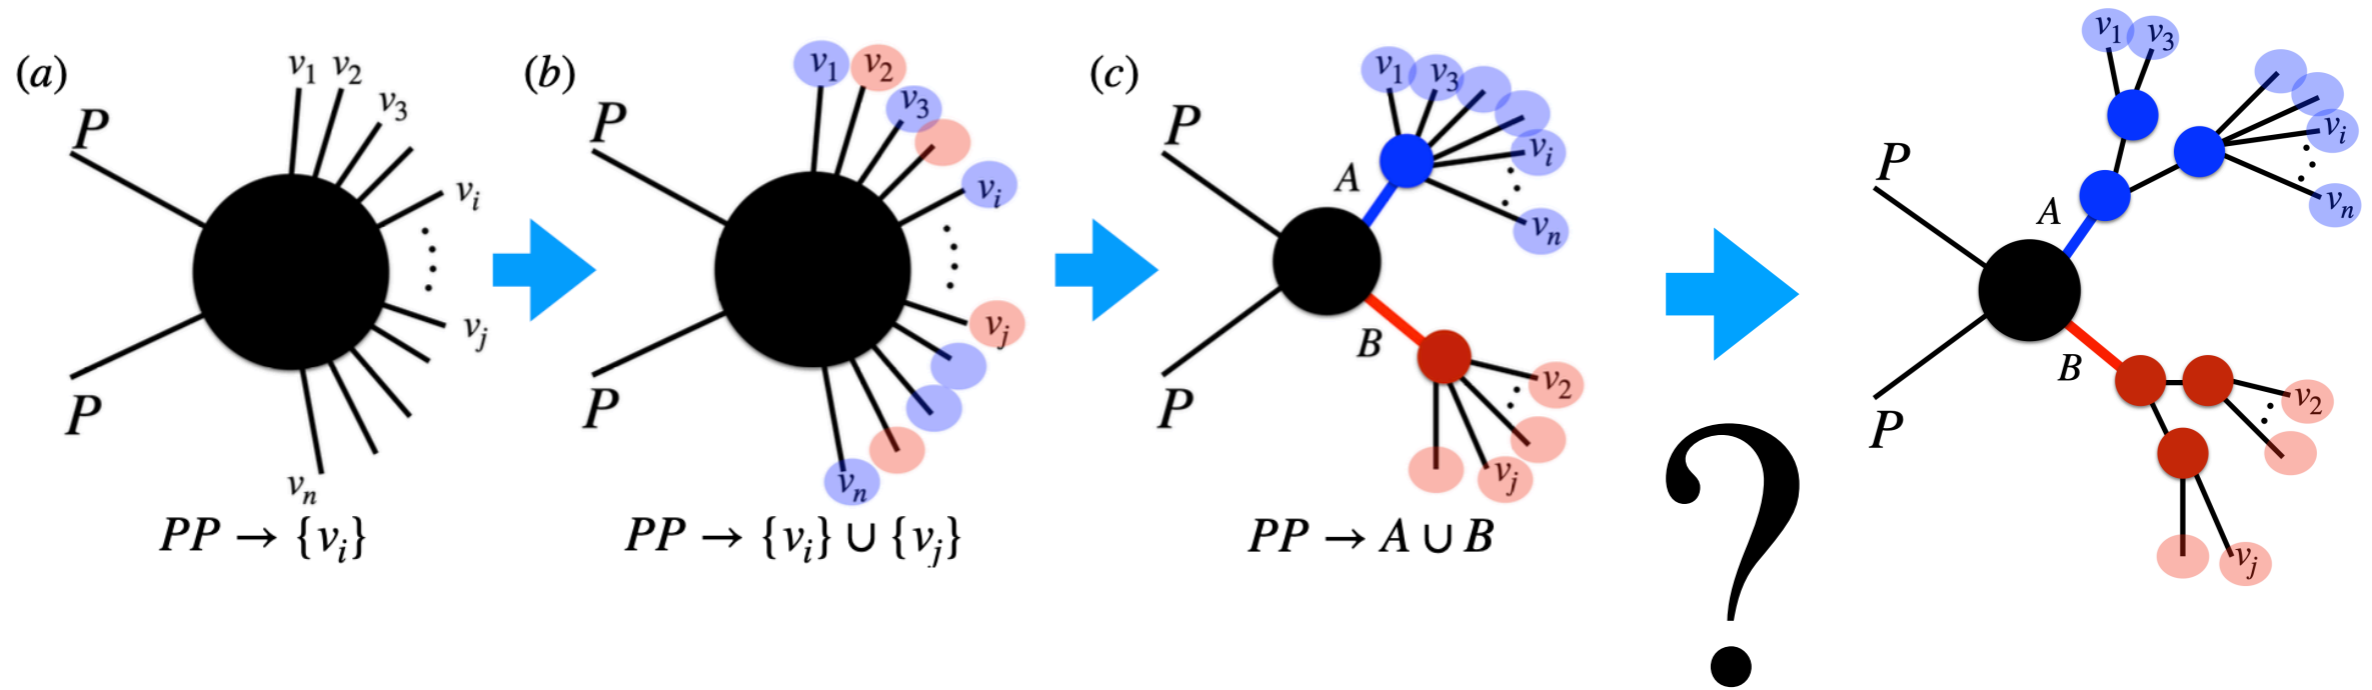 (a)
P
v₁
v₂
v₃
vᵢ
vⱼ
P
vₙ
PP → {vᵢ}
(b)
P
v₁
v₂
v₃
vᵢ
vⱼ
P
vₙ
PP → {vᵢ} ∪ {vⱼ}
(c)
P
v₁
v₃
vᵢ
A
vₙ
B
v₂
P
vⱼ
PP → A ∪ B
?
v₁
v₃
P
vᵢ
A
vₙ
B
v₂
P
vⱼ